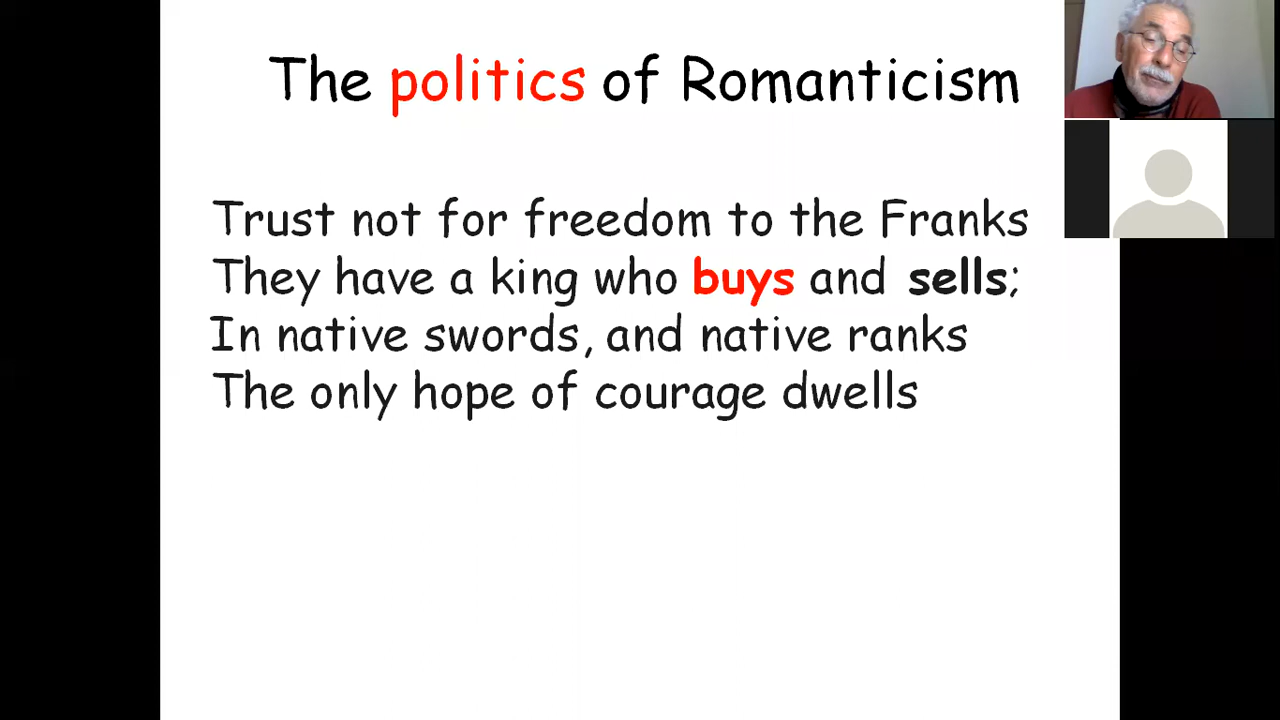 The politics of Romanticism
Trust not for freedom to the Franks
They have a king who buys and sells;
In native swords, and native ranks
The only hope of courage dwells